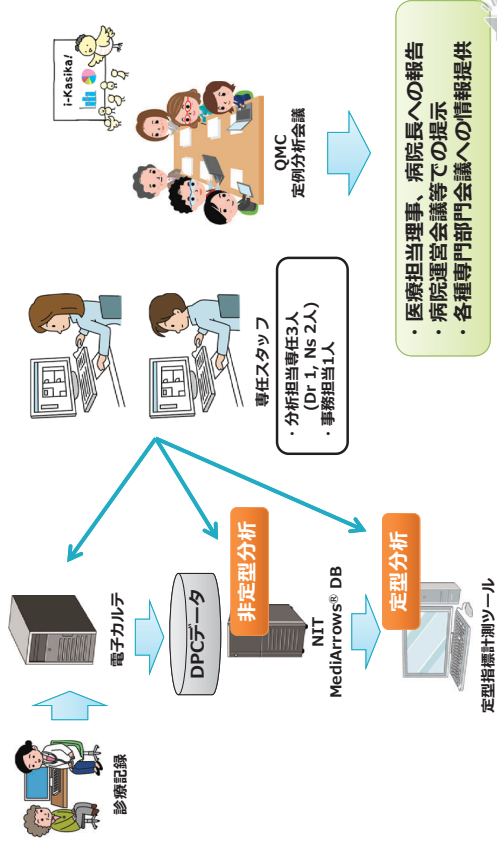 診療記録
電子カルテ
DPCデータ
非定型分析
NIT
MediArrows® DB
定型分析
定型指標計測ツール
専任スタッフ
・分析担当専任3人
(Dr 1, Ns 2人)
・事務担当1人
i-Kasika!
QMC
定例分析会議
・医療担当理事、病院長への報告
・病院運営会議等での提示
・各種専門部門会議への情報提供